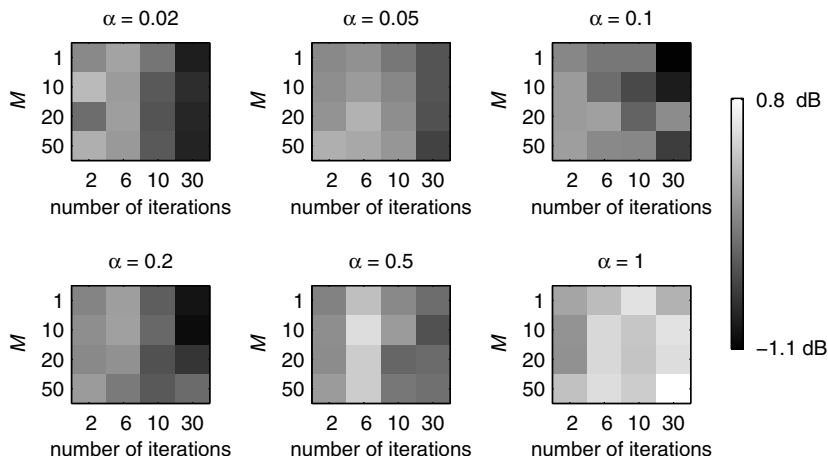 α = 0.02
α = 0.05
α = 0.1
1
10
20
50
M
2 6 10 30
number of iterations
1
10
20
50
M
2 6 10 30
number of iterations
1
10
20
50
M
2 6 10 30
number of iterations
0.8 dB
−1.1 dB
α = 0.2
α = 0.5
α = 1
1
10
20
50
M
2 6 10 30
number of iterations
1
10
20
50
M
2 6 10 30
number of iterations
1
10
20
50
M
2 6 10 30
number of iterations